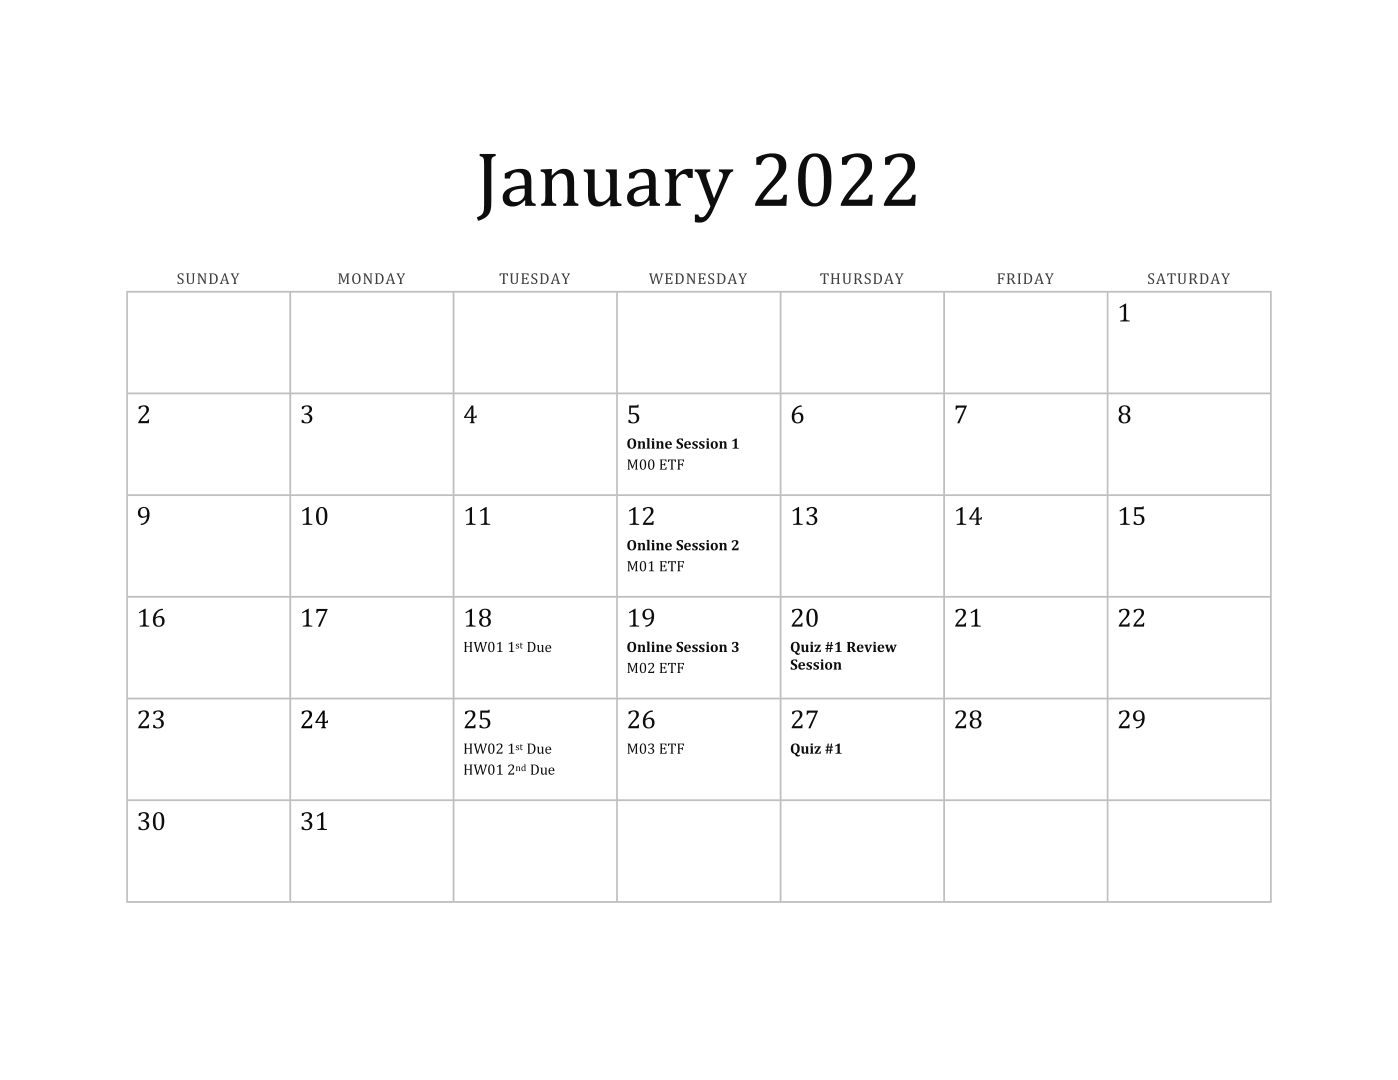 January 2022
SUNDAY MONDAY TUESDAY WEDNESDAY THURSDAY FRIDAY SATURDAY
1
2 3 4 5 6 7 8
Online Session 1
M00 ETF
9 10 11 12 13 14 15
Online Session 2
M01 ETF
16 17 18 19 20 21 22
HW01 1st Due Online Session 3 Quiz #1 Review
M02 ETF Session
23 24 25 26 27 28 29
HW02 1st Due M03 ETF Quiz #1
HW01 2nd Due
30 31